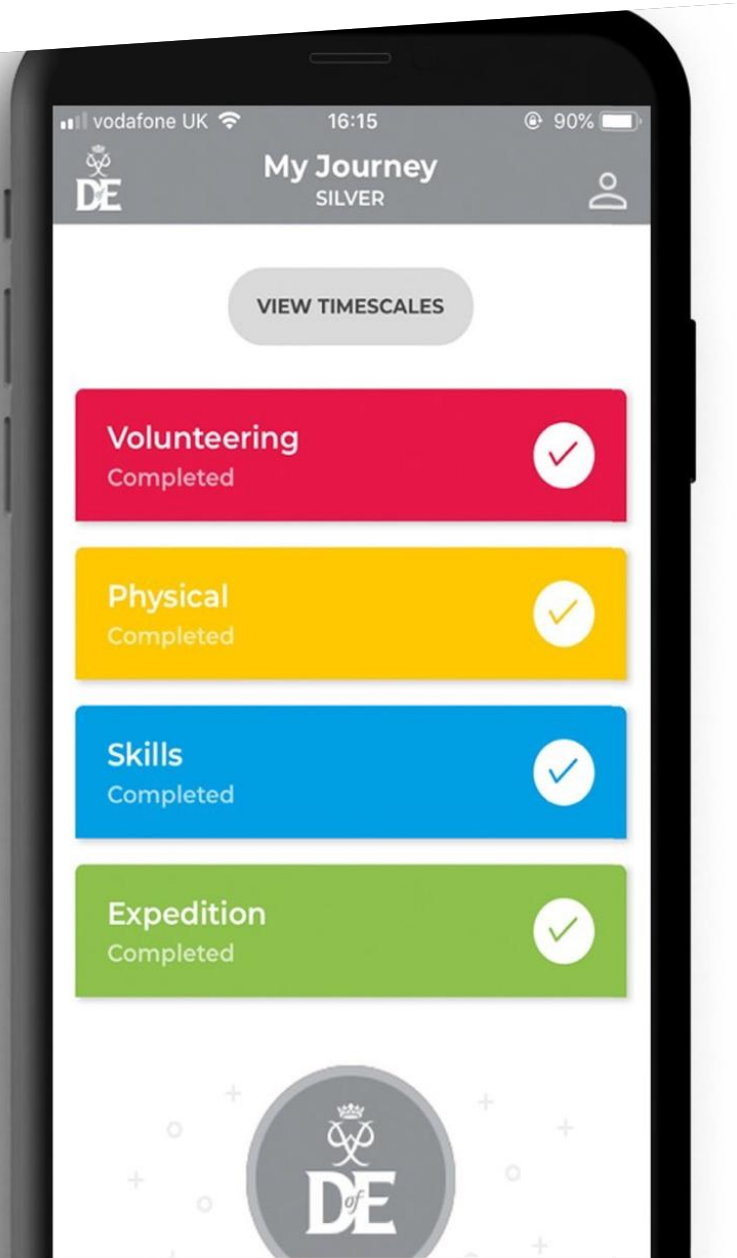 vodafone UK 16:15 90%
DofE
My Journey
SILVER
VIEW TIMESCALES
Volunteering
Completed
Physical
Completed
Skills
Completed
Expedition
Completed
DofE